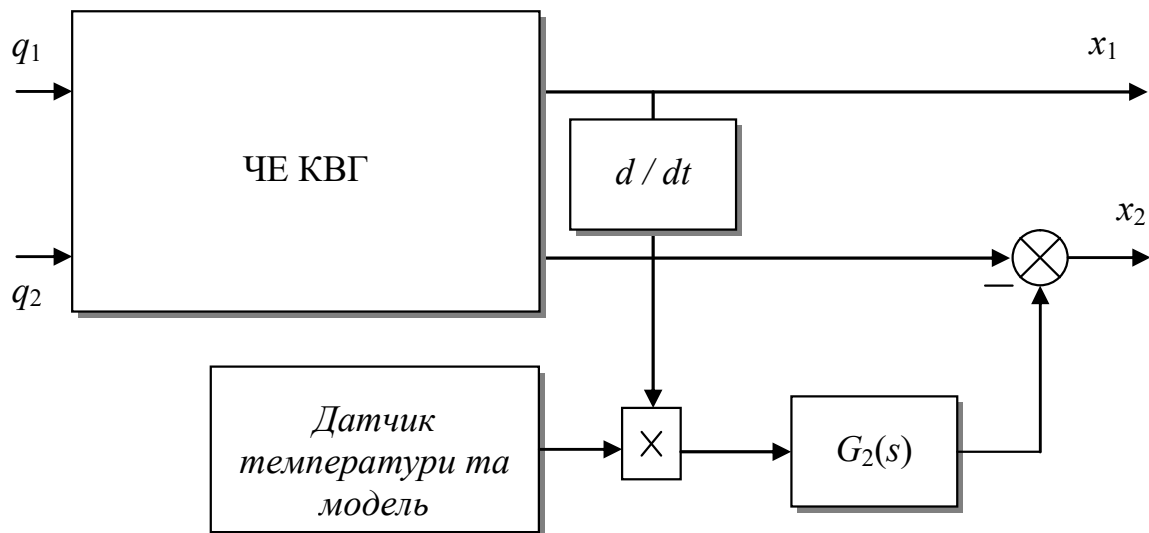 q₁
x₁
ЧЕ КВГ
d / dt
x₂
q₂
−
Датчик
температури та
модель
×
G₂(s)